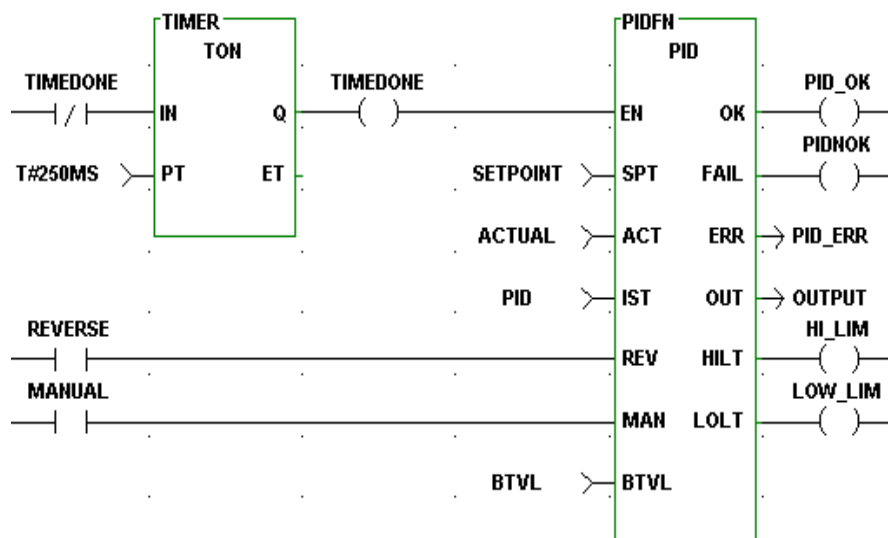 TIMER PIDFN
TON PID
TIMEDONE TIMEDONE PID_OK
IN Q EN OK
PIDNOK
T#250MS PT ET SETPOINT SPT FAIL
ACTUAL ACT ERR PID_ERR
PID IST OUT OUTPUT
REVERSE HI_LIM
REV HILT
MANUAL LOW_LIM
MAN LOLT
BTVL BTVL